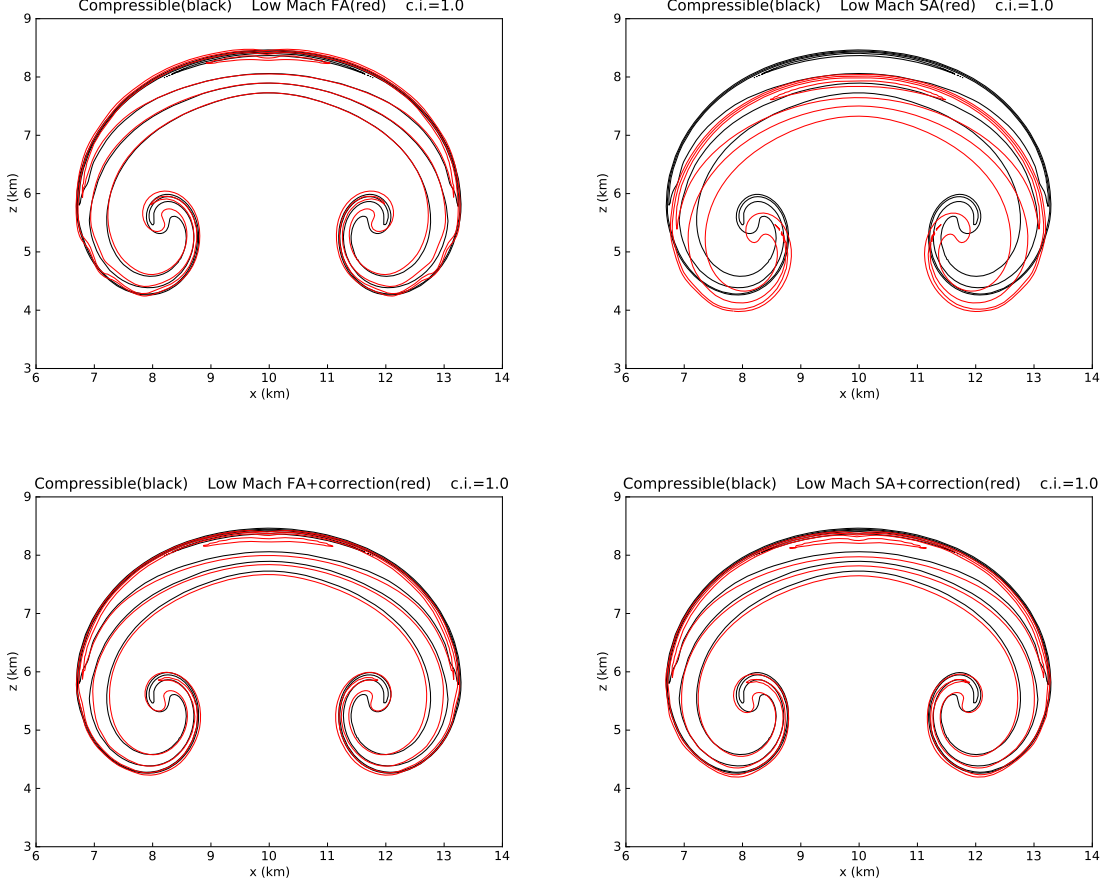 Compressible(black) Low Mach FA(red) c.i.=1.0
9
8
7
6
5
4
3
z (km)
6 7 8 9 10 11 12 13 14
x (km)
Compressible(black) Low Mach SA(red) c.i.=1.0
9
8
7
6
5
4
3
z (km)
6 7 8 9 10 11 12 13 14
x (km)
Compressible(black) Low Mach FA+correction(red) c.i.=1.0
9
8
7
6
5
4
3
z (km)
6 7 8 9 10 11 12 13 14
x (km)
Compressible(black) Low Mach SA+correction(red) c.i.=1.0
9
8
7
6
5
4
3
z (km)
6 7 8 9 10 11 12 13 14
x (km)